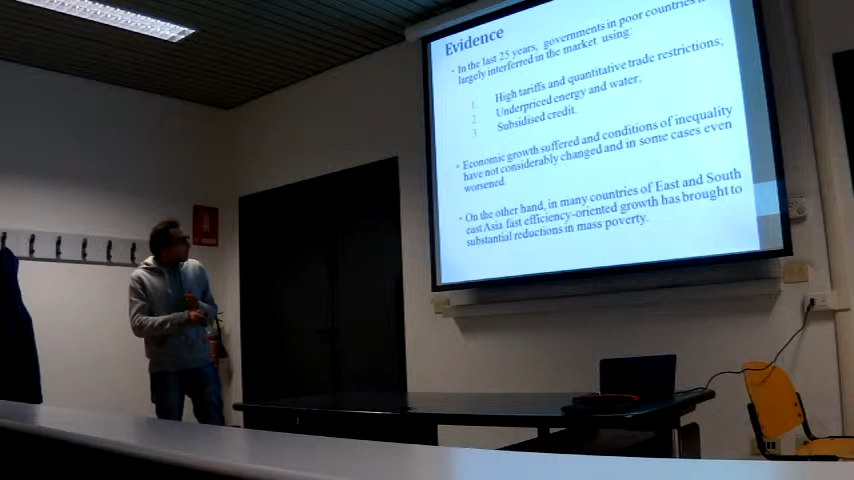 Evidence
• In the last 25 years, governments in poor countries
largely interfered in the market using:
1. High tariffs and quantitative trade restrictions;
2. Underpriced energy and water;
3. Subsidised credit.
• Economic growth suffered and conditions of inequality
have not considerably changed and in some cases even
worsened.
• On the other hand, in many countries of East and South
east Asia fast efficiency-oriented growth has brought to
substantial reductions in mass poverty.